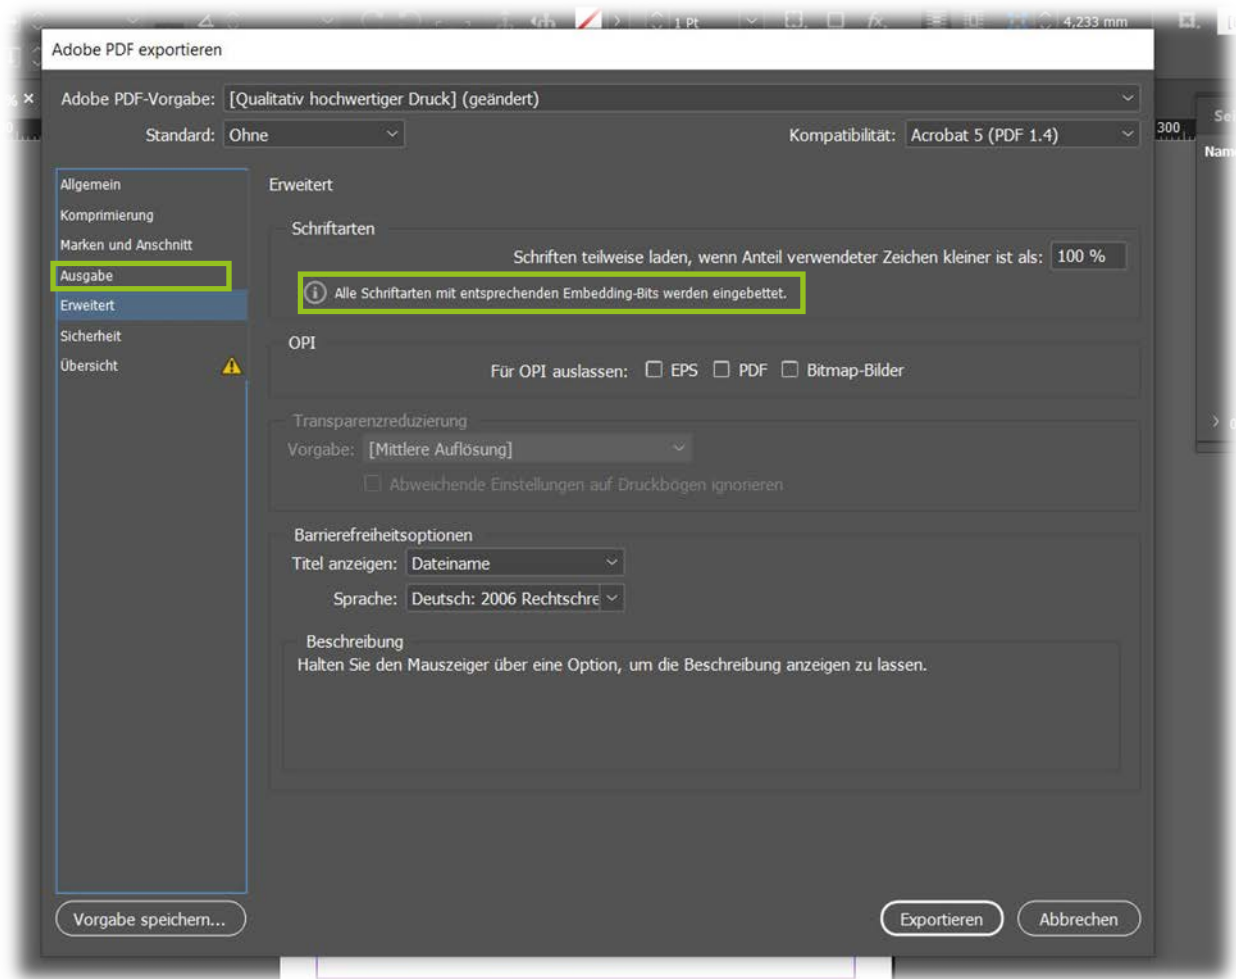 1 Pt
4,233 mm
Adobe PDF exportieren
Adobe PDF-Vorgabe: [Qualitativ hochwertiger Druck] (geändert)
Standard: Ohne Kompatibilität: Acrobat 5 (PDF 1.4)
300
Allgemein
Komprimierung
Marken und Anschnitt
Ausgabe
Erweitert
Sicherheit
Übersicht
Erweitert
Schriftarten
Schriften teilweise laden, wenn Anteil verwendeter Zeichen kleiner ist als: 100 %
Alle Schriftarten mit entsprechenden Embedding-Bits werden eingebettet.
OPI
Für OPI auslassen: EPS PDF Bitmap-Bilder
Transparenzreduzierung
Vorgabe: [Mittlere Auflösung]
Abweichende Einstellungen auf Druckbögen ignorieren
Barrierefreiheitsoptionen
Titel anzeigen: Dateiname
Sprache: Deutsch: 2006 Rechtschre
Beschreibung
Halten Sie den Mauszeiger über eine Option, um die Beschreibung anzeigen zu lassen.
Vorgabe speichern...
Exportieren
Abbrechen